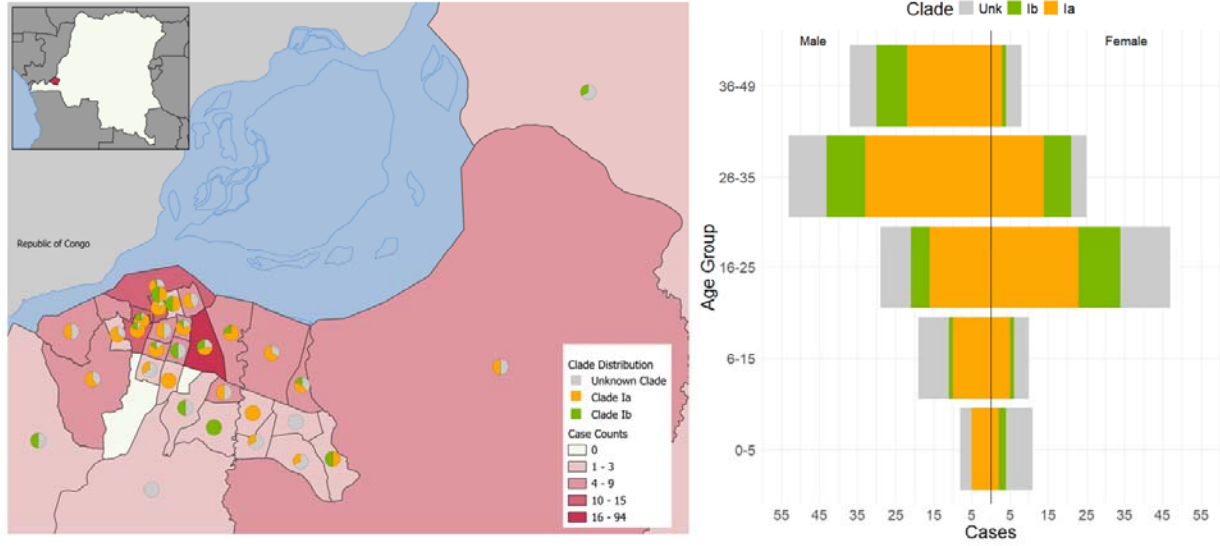 Republic of Congo
Clade Distribution
Unknown Clade
Clade Ia
Clade Ib
Case Counts
0
1 - 3
4 - 9
10 - 15
16 - 94
Clade Unk Ib Ia
Male Female
36-49
26-35
16-25
6-15
0-5
Age Group
55 45 35 25 15 5 5 15 25 35 45 55
Cases